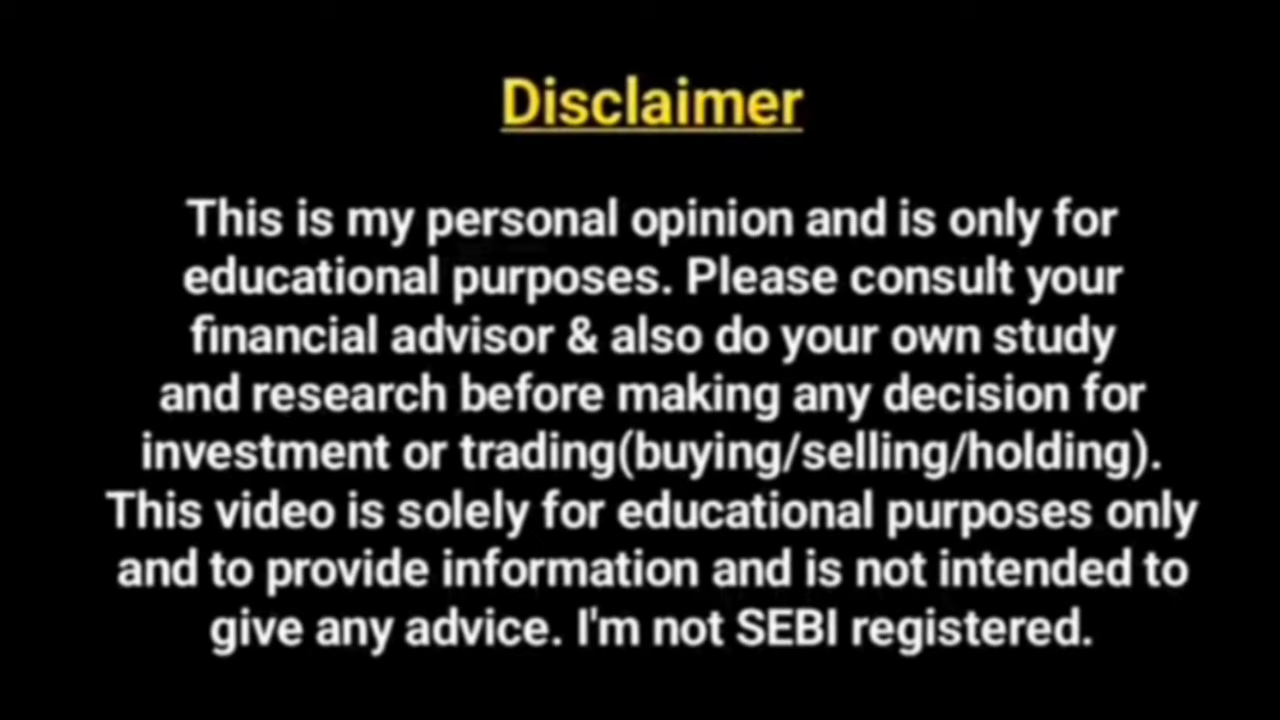 Disclaimer
This is my personal opinion and is only for
educational purposes. Please consult your
financial advisor & also do your own study
and research before making any decision for
investment or trading(buying/selling/holding).
This video is solely for educational purposes only
and to provide information and is not intended to
give any advice. I'm not SEBI registered.